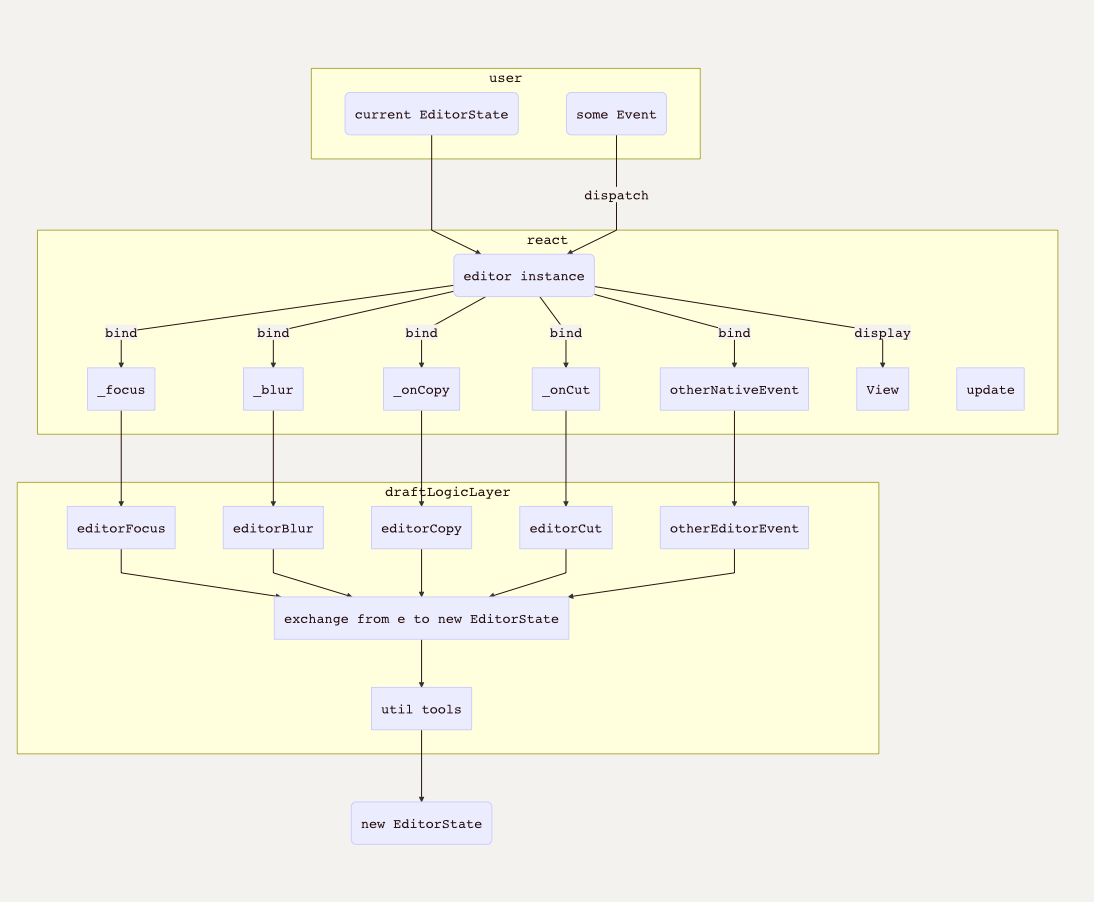 user
current EditorState
some Event
dispatch
react
editor instance
bind
bind
bind
bind
bind
display
_focus
_blur
_onCopy
_onCut
otherNativeEvent
View
update
draftLogicLayer
editorFocus
editorBlur
editorCopy
editorCut
otherEditorEvent
exchange from e to new EditorState
util tools
new EditorState